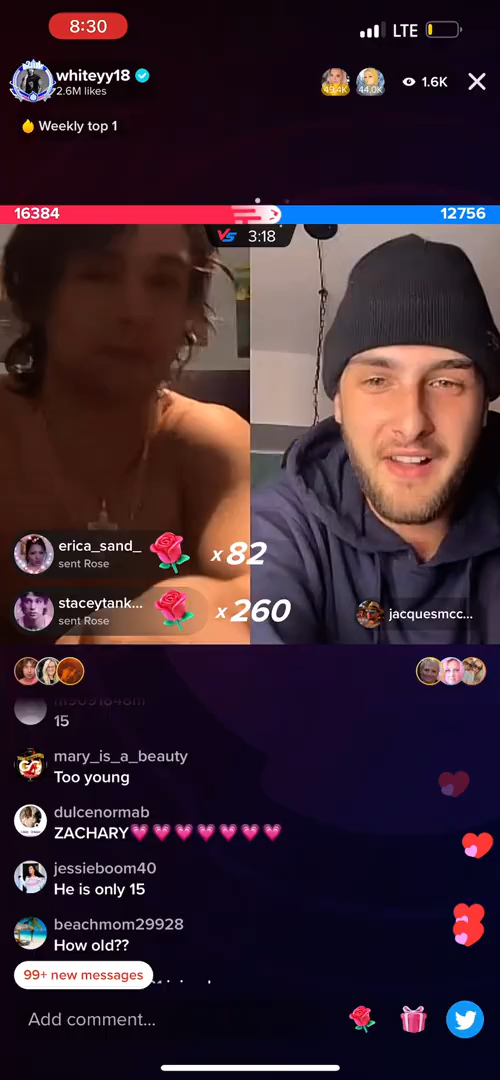 8:30
LTE
whiteyy18
2.6M likes
49.4K
44.0K
1.6K
Weekly top 1
16384
12756
VS 3:18
erica_sand_
sent Rose
x 82
staceytank...
sent Rose
x 260
jacquesmcc...
15
mary_is_a_beauty
Too young
dulcenormab
ZACHARY💗💗💗💗💗💗💗
jessieboom40
He is only 15
beachmom29928
How old??
99+ new messages
Add comment...